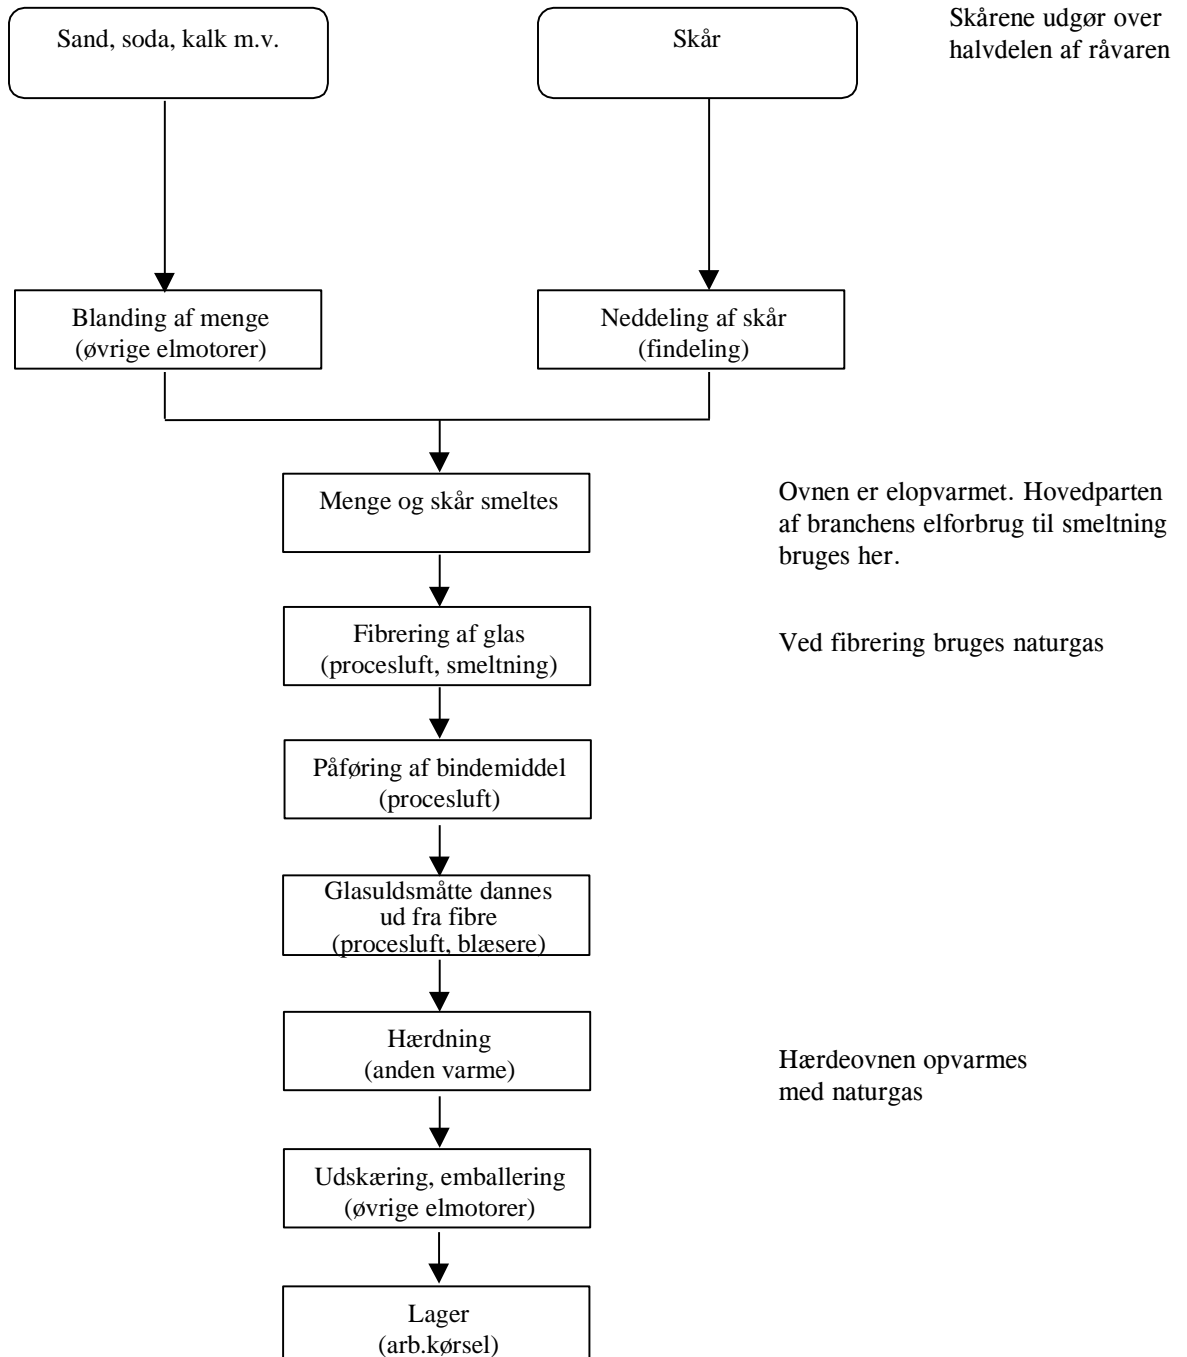 Sand, soda, kalk m.v.
Skår
Skårene udgør over
halvdelen af råvaren
Blanding af menge
(øvrige elmotorer)
Neddeling af skår
(findeling)
Menge og skår smeltes
Ovnen er elopvarmet. Hovedparten
af branchens elforbrug til smeltning
bruges her.
Fibrering af glas
(procesluft, smeltning)
Ved fibrering bruges naturgas
Påføring af bindemiddel
(procesluft)
Glasuldsmåtte dannes
ud fra fibre
(procesluft, blæsere)
Hærdning
(anden varme)
Hærdeovnen opvarmes
med naturgas
Udskæring, emballering
(øvrige elmotorer)
Lager
(arb.kørsel)